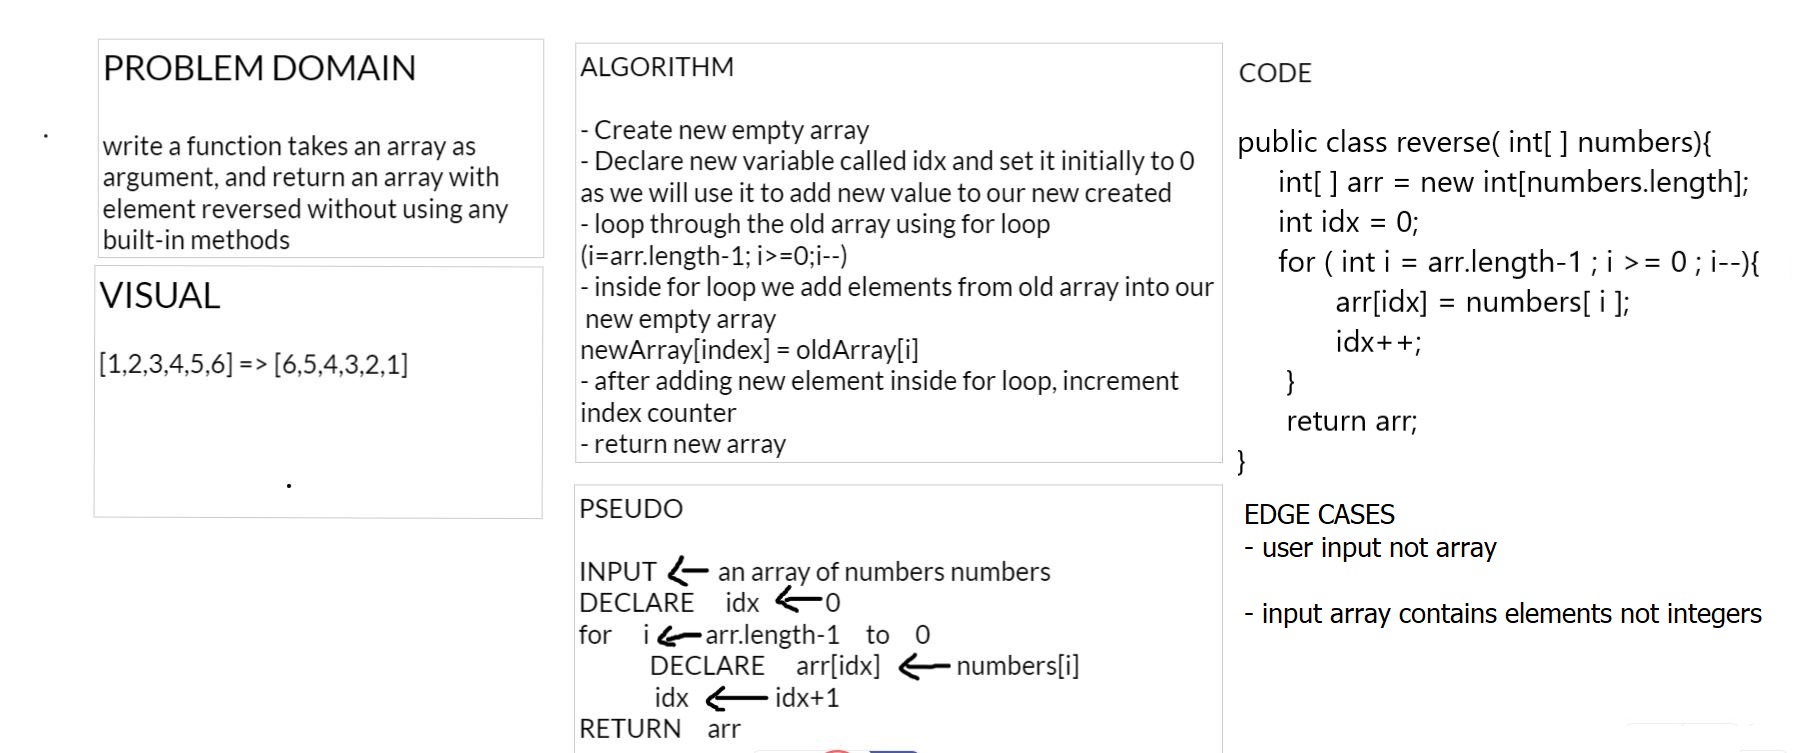 PROBLEM DOMAIN
write a function takes an array as
argument, and return an array with
element reversed without using any
built-in methods
VISUAL
[1,2,3,4,5,6] => [6,5,4,3,2,1]
ALGORITHM
- Create new empty array
- Declare new variable called idx and set it initially to 0
as we will use it to add new value to our new created
- loop through the old array using for loop
(i=arr.length-1; i>=0;i--)
- inside for loop we add elements from old array into our
new empty array
newArray[index] = oldArray[i]
- after adding new element inside for loop, increment
index counter
- return new array
PSEUDO
INPUT ← an array of numbers numbers
DECLARE idx ← 0
for i ← arr.length-1 to 0
DECLARE arr[idx] ← numbers[i]
idx ← idx+1
RETURN arr
CODE
public class reverse( int[ ] numbers){
int[ ] arr = new int[numbers.length];
int idx = 0;
for ( int i = arr.length-1 ; i >= 0 ; i--){
arr[idx] = numbers[ i ];
idx++;
}
return arr;
}
EDGE CASES
- user input not array
- input array contains elements not integers